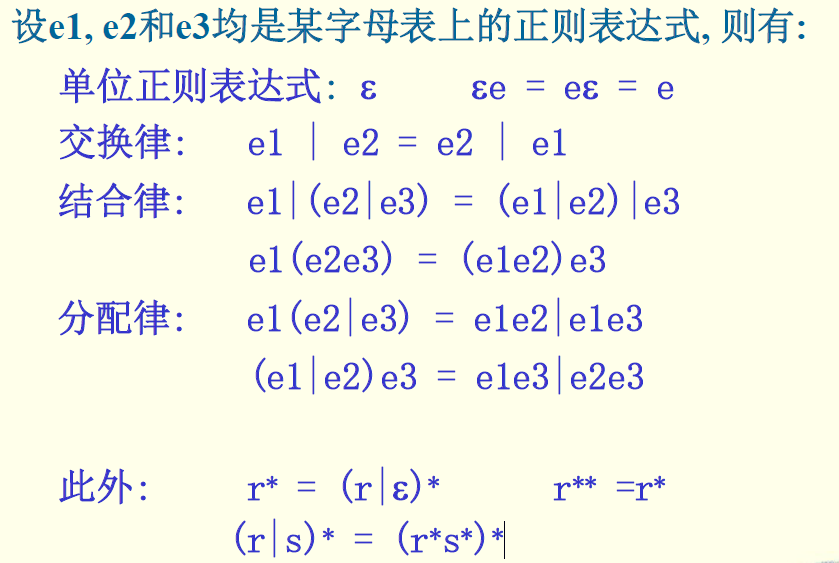 设e1, e2和e3均是某字母表上的正则表达式, 则有:
单位正则表达式: ε εe = eε = e
交换律: e1 | e2 = e2 | e1
结合律: e1|(e2|e3) = (e1|e2)|e3
e1(e2e3) = (e1e2)e3
分配律: e1(e2|e3) = e1e2|e1e3
(e1|e2)e3 = e1e3|e2e3
此外: r* = (r|ε)* r** =r*
(r|s)* = (r*s*)*